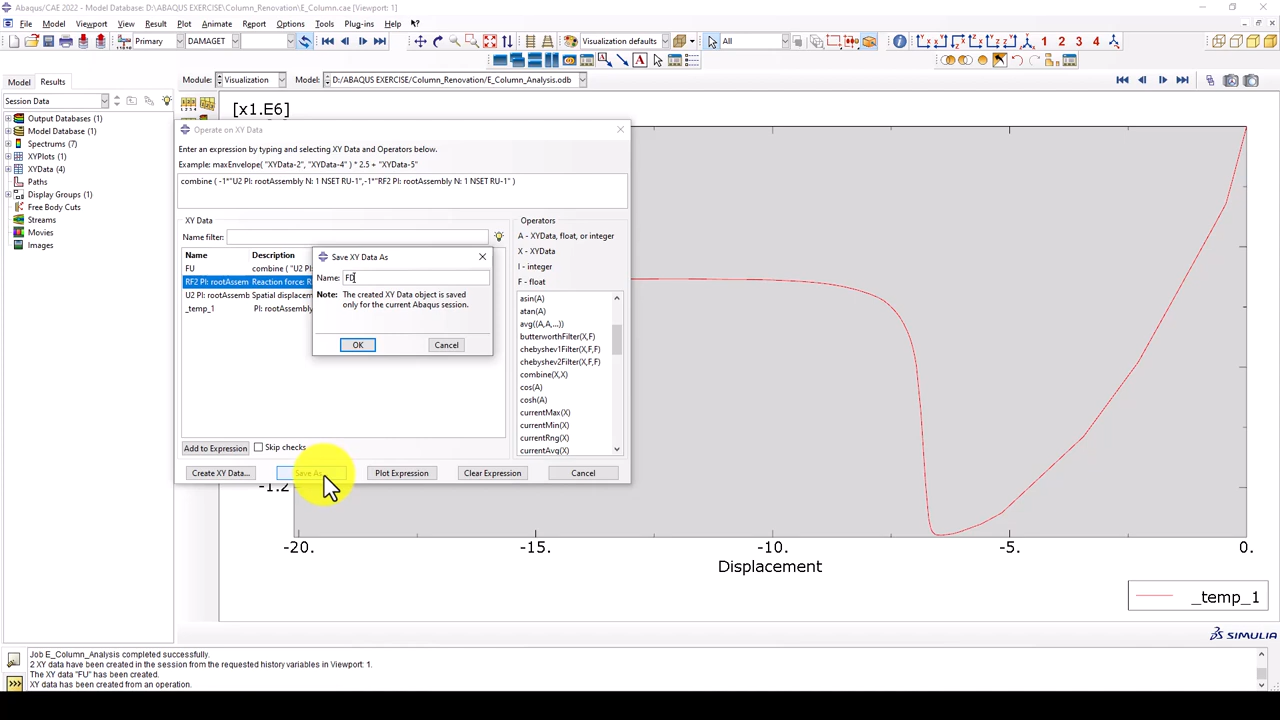 Abaqus/CAE 2022 - Model Database: D:\ABAQUS EXERCISE\Column_Renovation\E_Column.cae [Viewport: 1]
File Model Viewport View Result Plot Animate Report Options Tools Plug-ins Help
Primary DAMAGET Visualization defaults All 1 2 3 4
Model Results Module: Visualization Model: D:/ABAQUS EXERCISE/Column_Renovation/E_Column_Analysis.odb
Session Data
Output Databases (1)
Model Database (1)
Spectrums (7)
XYPlots (1)
XYData (4)
Paths
Display Groups (1)
Free Body Cuts
Streams
Movies
Images
[x1.E6]
Operate on XY Data
Enter an expression by typing and selecting XY Data and Operators below.
Example: maxEnvelope( "XYData-2", "XYData-4" ) * 2.5 + "XYData-5"
combine ( -1*"U2 PI: rootAssembly N: 1 NSET RU-1",-1*"RF2 PI: rootAssembly N: 1 NSET RU-1" )
XY Data
Name filter:
Name Description
FU combine ( "U2 PI:
RF2 PI: rootAssem Reaction force: R
U2 PI: rootAssemb Spatial displacem
_temp_1 PI: rootAssemb
Add to Expression Skip checks
Create XY Data... Save As... Plot Expression Clear Expression Cancel
Operators
A - XYData, float, or integer
X - XYData
I - integer
F - float
asin(A)
atan(A)
avg((A,A,...))
butterworthFilter(X,F)
chebyshev1Filter(X,F,F)
chebyshev2Filter(X,F,F)
combine(X,X)
cos(A)
cosh(A)
currentMax(X)
currentMin(X)
currentRng(X)
currentAvg(X)
Save XY Data As
Name: FD
Note: The created XY Data object is saved
only for the current Abaqus session.
OK Cancel
-1.2
-20. -15. -10. -5. 0.
Displacement
_temp_1
SIMULIA
Job E_Column_Analysis completed successfully.
2 XY data have been created in the session from the requested history variables in Viewport: 1.
The XY data "FU" has been created.
XY data has been created from an operation.